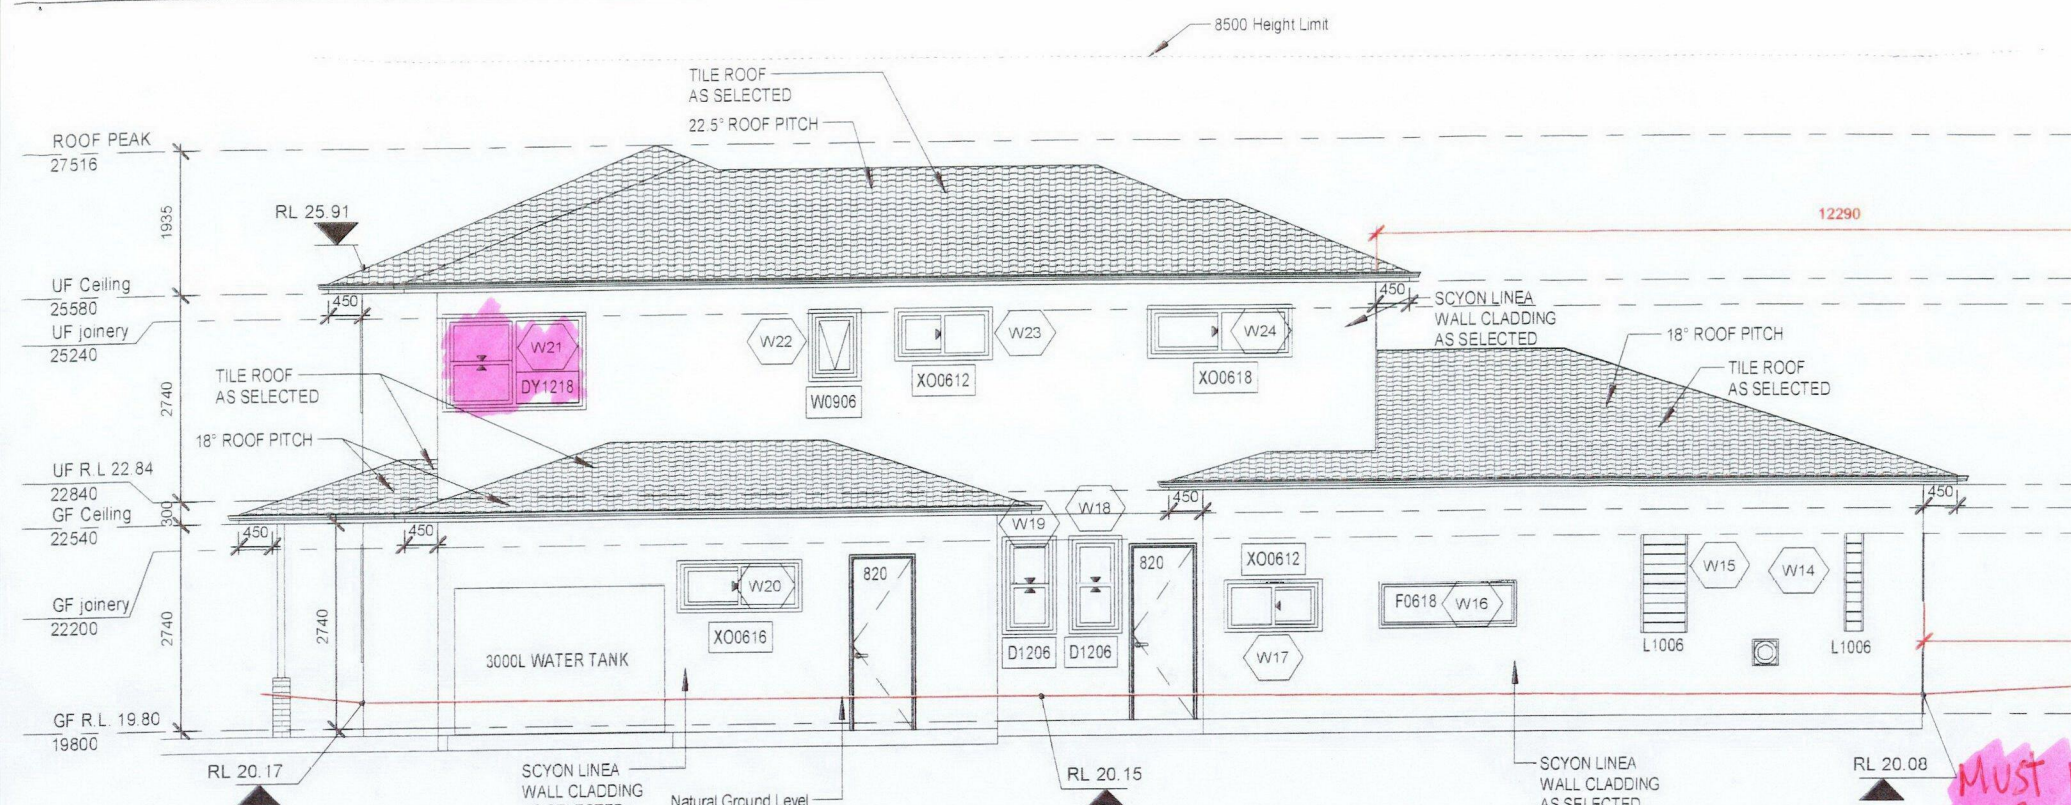 8500 Height Limit
TILE ROOF
AS SELECTED
22.5° ROOF PITCH
ROOF PEAK
27516
1935
RL 25.91
12290
UF Ceiling
25580
UF joinery
25240
450
450
SCYON LINEA
WALL CLADDING
AS SELECTED
W21
DY1218
W22
W0906
W23
XO0612
W24
XO0618
18° ROOF PITCH
TILE ROOF
AS SELECTED
TILE ROOF
AS SELECTED
2740
18° ROOF PITCH
UF R.L 22.84
22840
300
GF Ceiling
22540
450
450
450
450
W19
W18
GF joinery
22200
2740
2740
3000L WATER TANK
W20
XO0616
820
D1206
D1206
820
XO0612
W17
F0618
W16
W15
L1006
W14
L1006
GF R.L. 19.80
19800
RL 20.17
SCYON LINEA
WALL CLADDING
AS SELECTED
Natural Ground Level
RL 20.15
SCYON LINEA
WALL CLADDING
AS SELECTED
RL 20.08
MUST